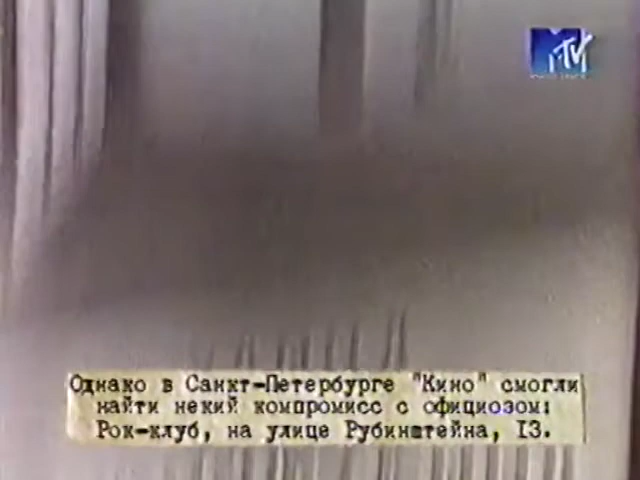 MTV
Однако в Санкт-Петербурге "Кино" смогли
найти некий компромисс с официозом:
Рок-клуб, на улице Рубинштейна, 13.